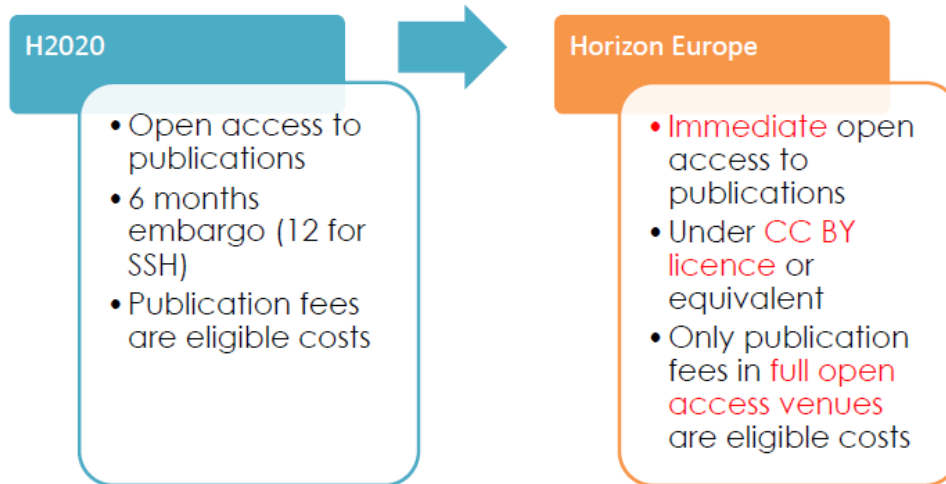 H2020
• Open access to
publications
• 6 months
embargo (12 for
SSH)
• Publication fees
are eligible costs
Horizon Europe
• Immediate open
access to
publications
• Under CC BY
licence or
equivalent
• Only publication
fees in full open
access venues
are eligible costs